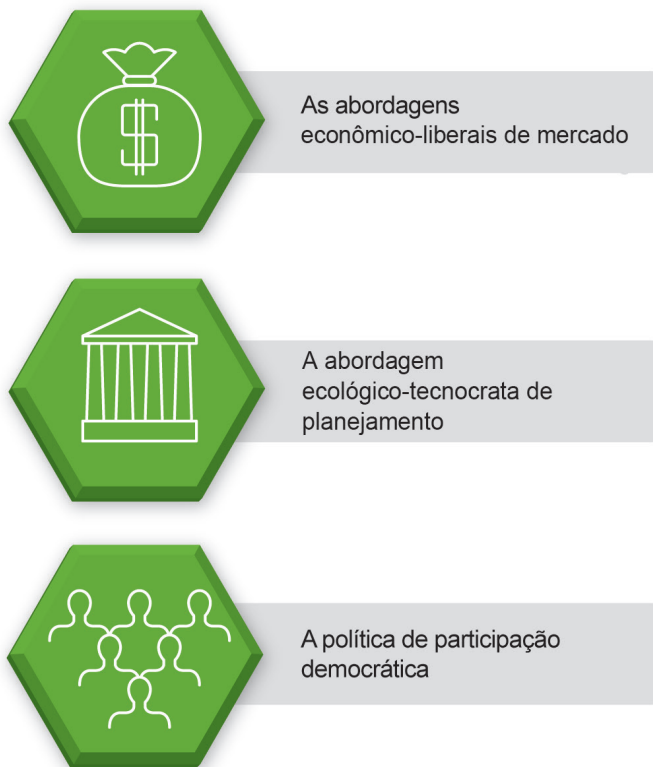 As abordagens
econômico-liberais de mercado
A abordagem
ecológico-tecnocrata de
planejamento
A política de participação
democrática